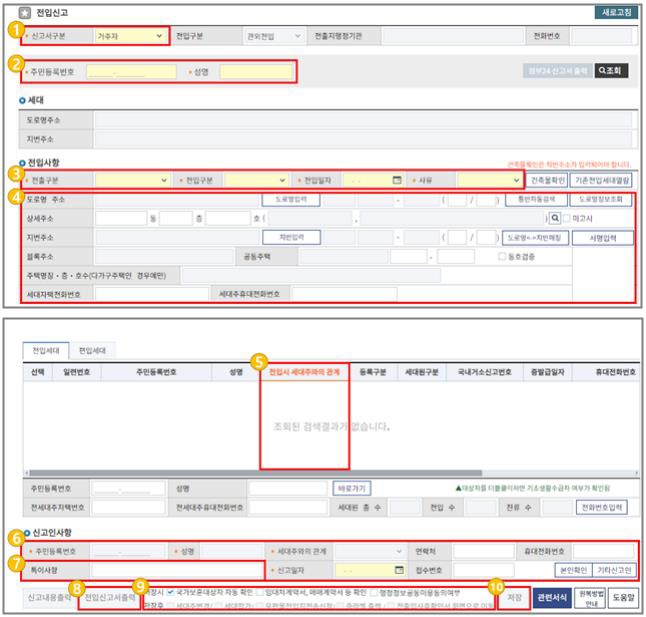 전입신고
새로고침
1
• 신고서구분 거주자 전입구분 관외전입 전출지행정기관 전화번호
2
• 주민등록번호 - • 성명 정부24 신고서 출력 조회
세대
도로명주소
지번주소
전입사항
건축물확인은 지번주소가 입력되어야 합니다.
3
• 전출구분 • 전입구분 • 전입일자 . . • 사유 건축물확인 기존전입세대열람
4
도로명 주소 도로명입력 - ( / ) 통반자동검색 도로명정보조회
상세주소 동 층 호 ( , ) 미고시
지번주소 지번입력 - ( / ) 도로명<->지번매칭 서명입력
블록주소 공동주택 - 동호검증
주택명칭 · 층 · 호수(다가구주택인 경우에만)
세대자택전화번호 세대주휴대전화번호
전입세대 편입세대
5
선택 일련번호 주민등록번호 성명 전입시 세대주와의 관계 등록구분 세대원구분 국내거소신고번호 증발급일자 휴대전화번호
조회된 검색결과가 없습니다.
주민등록번호 - 성명 바로가기 ▲대상자를 더블클릭하면 기초생활수급자 여부가 확인됨
전세대주자택번호 전세대주휴대전화번호 세대원 총 수 전입 수 잔류 수 전화번호입력
신고인사항
6
• 주민등록번호 - • 성명 • 세대주와의 관계 연락처 휴대전화번호
7
특이사항 • 신고일자 . . 접수번호 본인확인 기타신고인
8 9 10
신고내용출력 전입신고서출력 저장시 국가보훈대상자 자동 확인 임대차계약서, 매매계약서 등 확인 행정정보공동이용동의여부 저장 관련서식 원복방법 안내 도움말